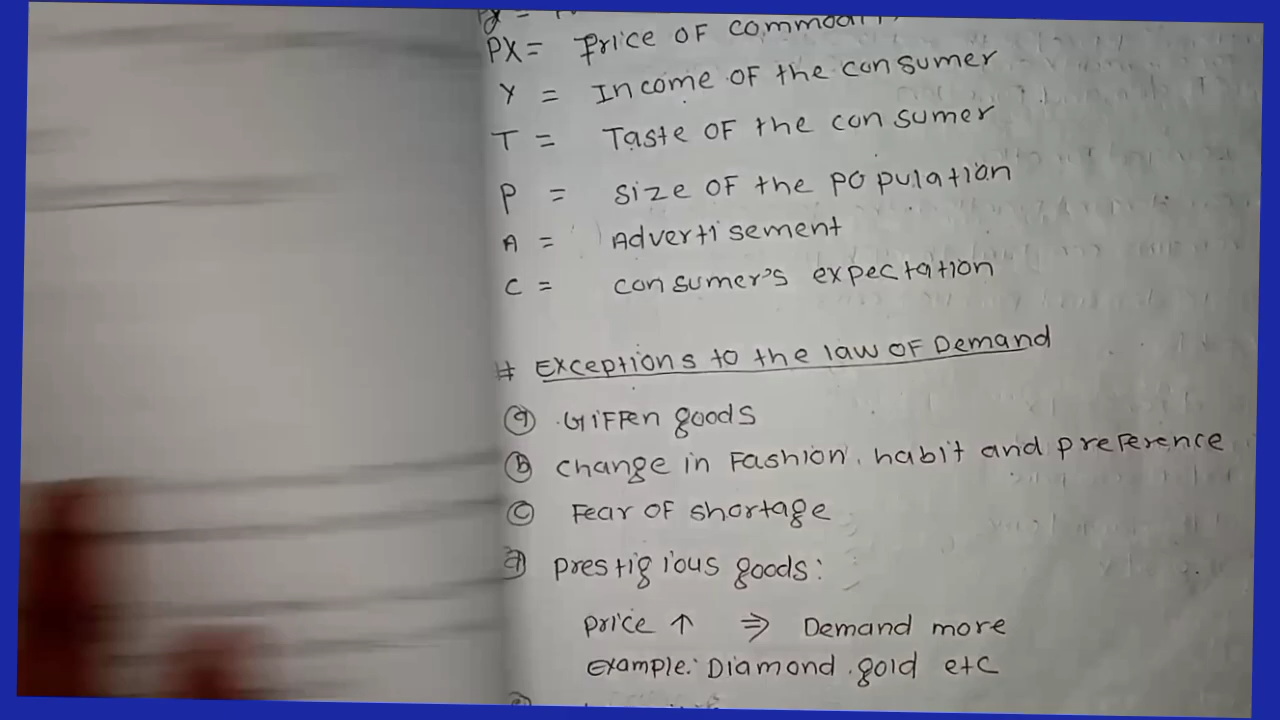 PX = Price OF commodi
Y = Income OF the consumer
T = Taste OF the consumer
P = Size OF the population
A = Advertisement
C = consumer's expectation
# Exceptions to the law OF Demand
a Giffen goods
b change in Fashion, habit and preference
c Fear OF shortage
d prestigious goods:
price ↑ ⇒ Demand more
Example: Diamond, gold etc